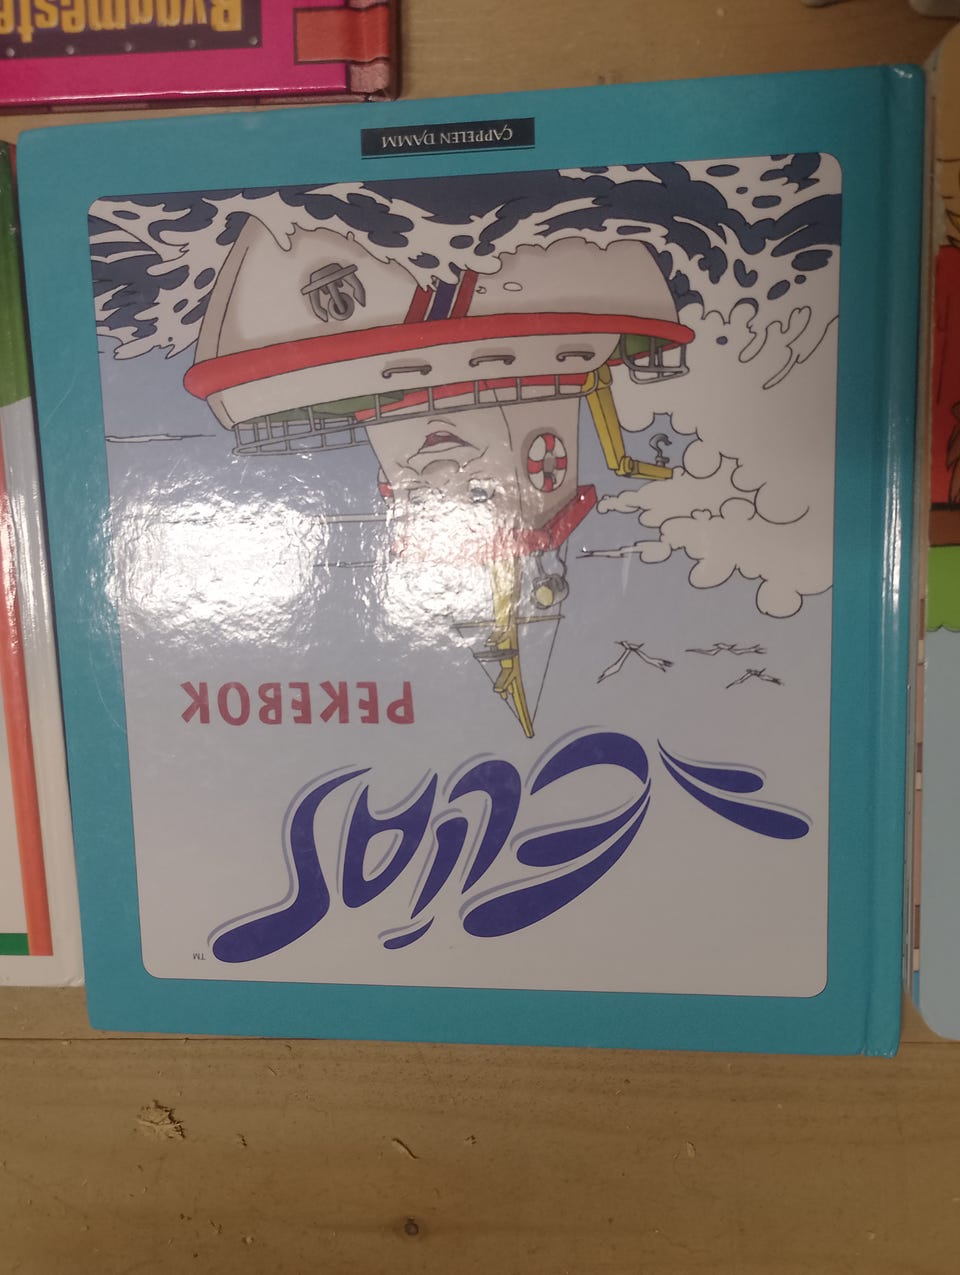 ELIAS
TM
PEKEBOK
CAPPELEN DAMM